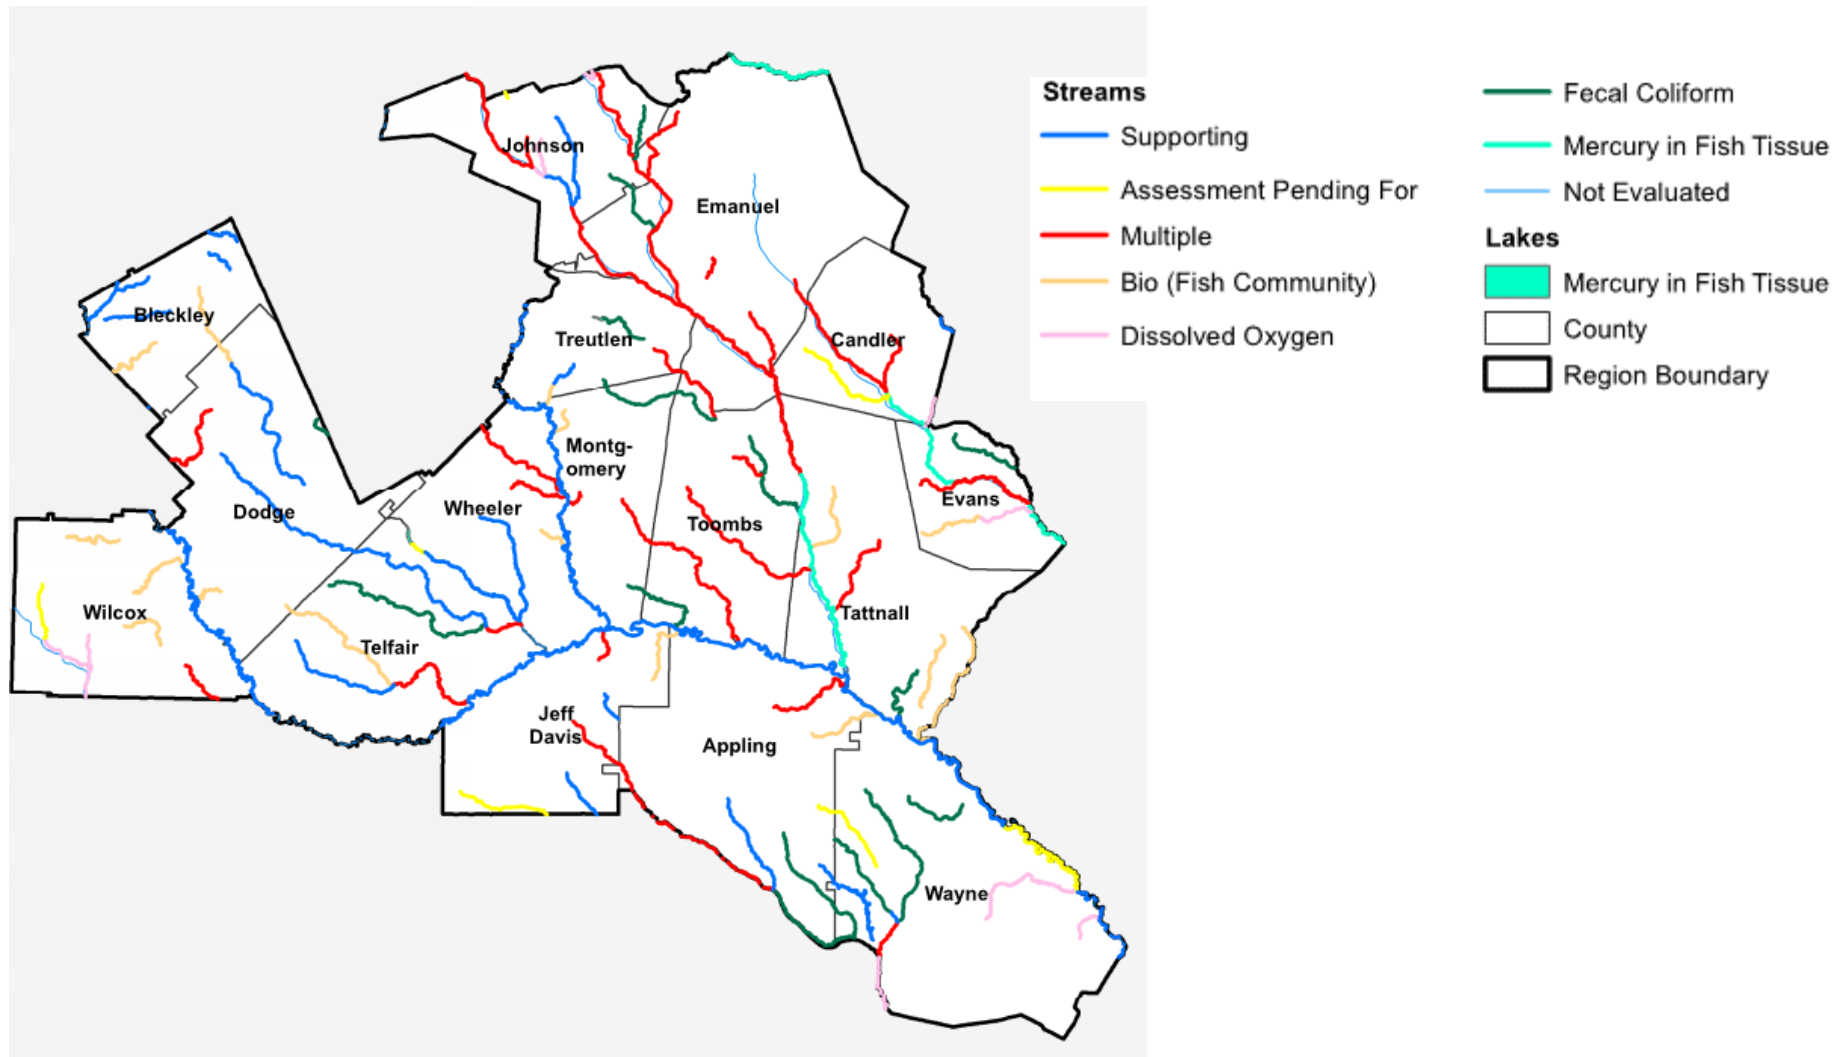 Streams
Supporting
Assessment Pending For
Multiple
Bio (Fish Community)
Dissolved Oxygen
Fecal Coliform
Mercury in Fish Tissue
Not Evaluated
Lakes
Mercury in Fish Tissue
County
Region Boundary
Johnson
Emanuel
Bleckley
Treutlen
Candler
Montg-
omery
Dodge
Wheeler
Toombs
Evans
Wilcox
Telfair
Tattnall
Jeff
Davis
Appling
Wayne